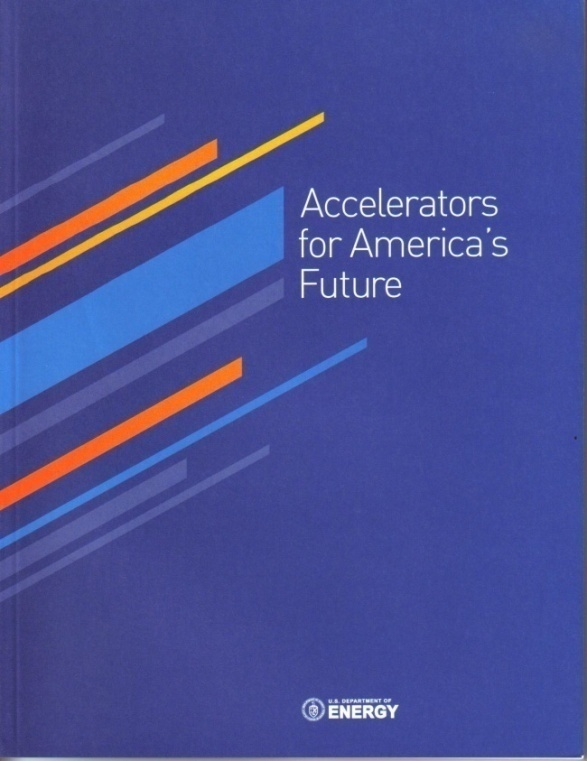 Accelerators
for America's
Future
U.S. DEPARTMENT OF
ENERGY